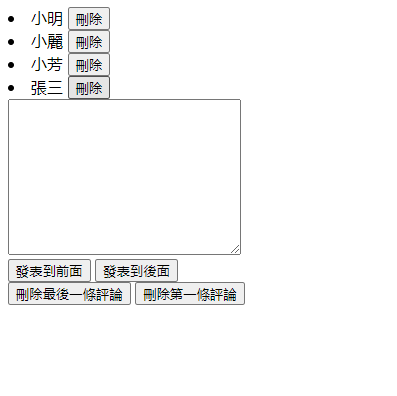 小明 刪除
小麗 刪除
小芳 刪除
張三 刪除
發表到前面 發表到後面
刪除最後一條評論 刪除第一條評論